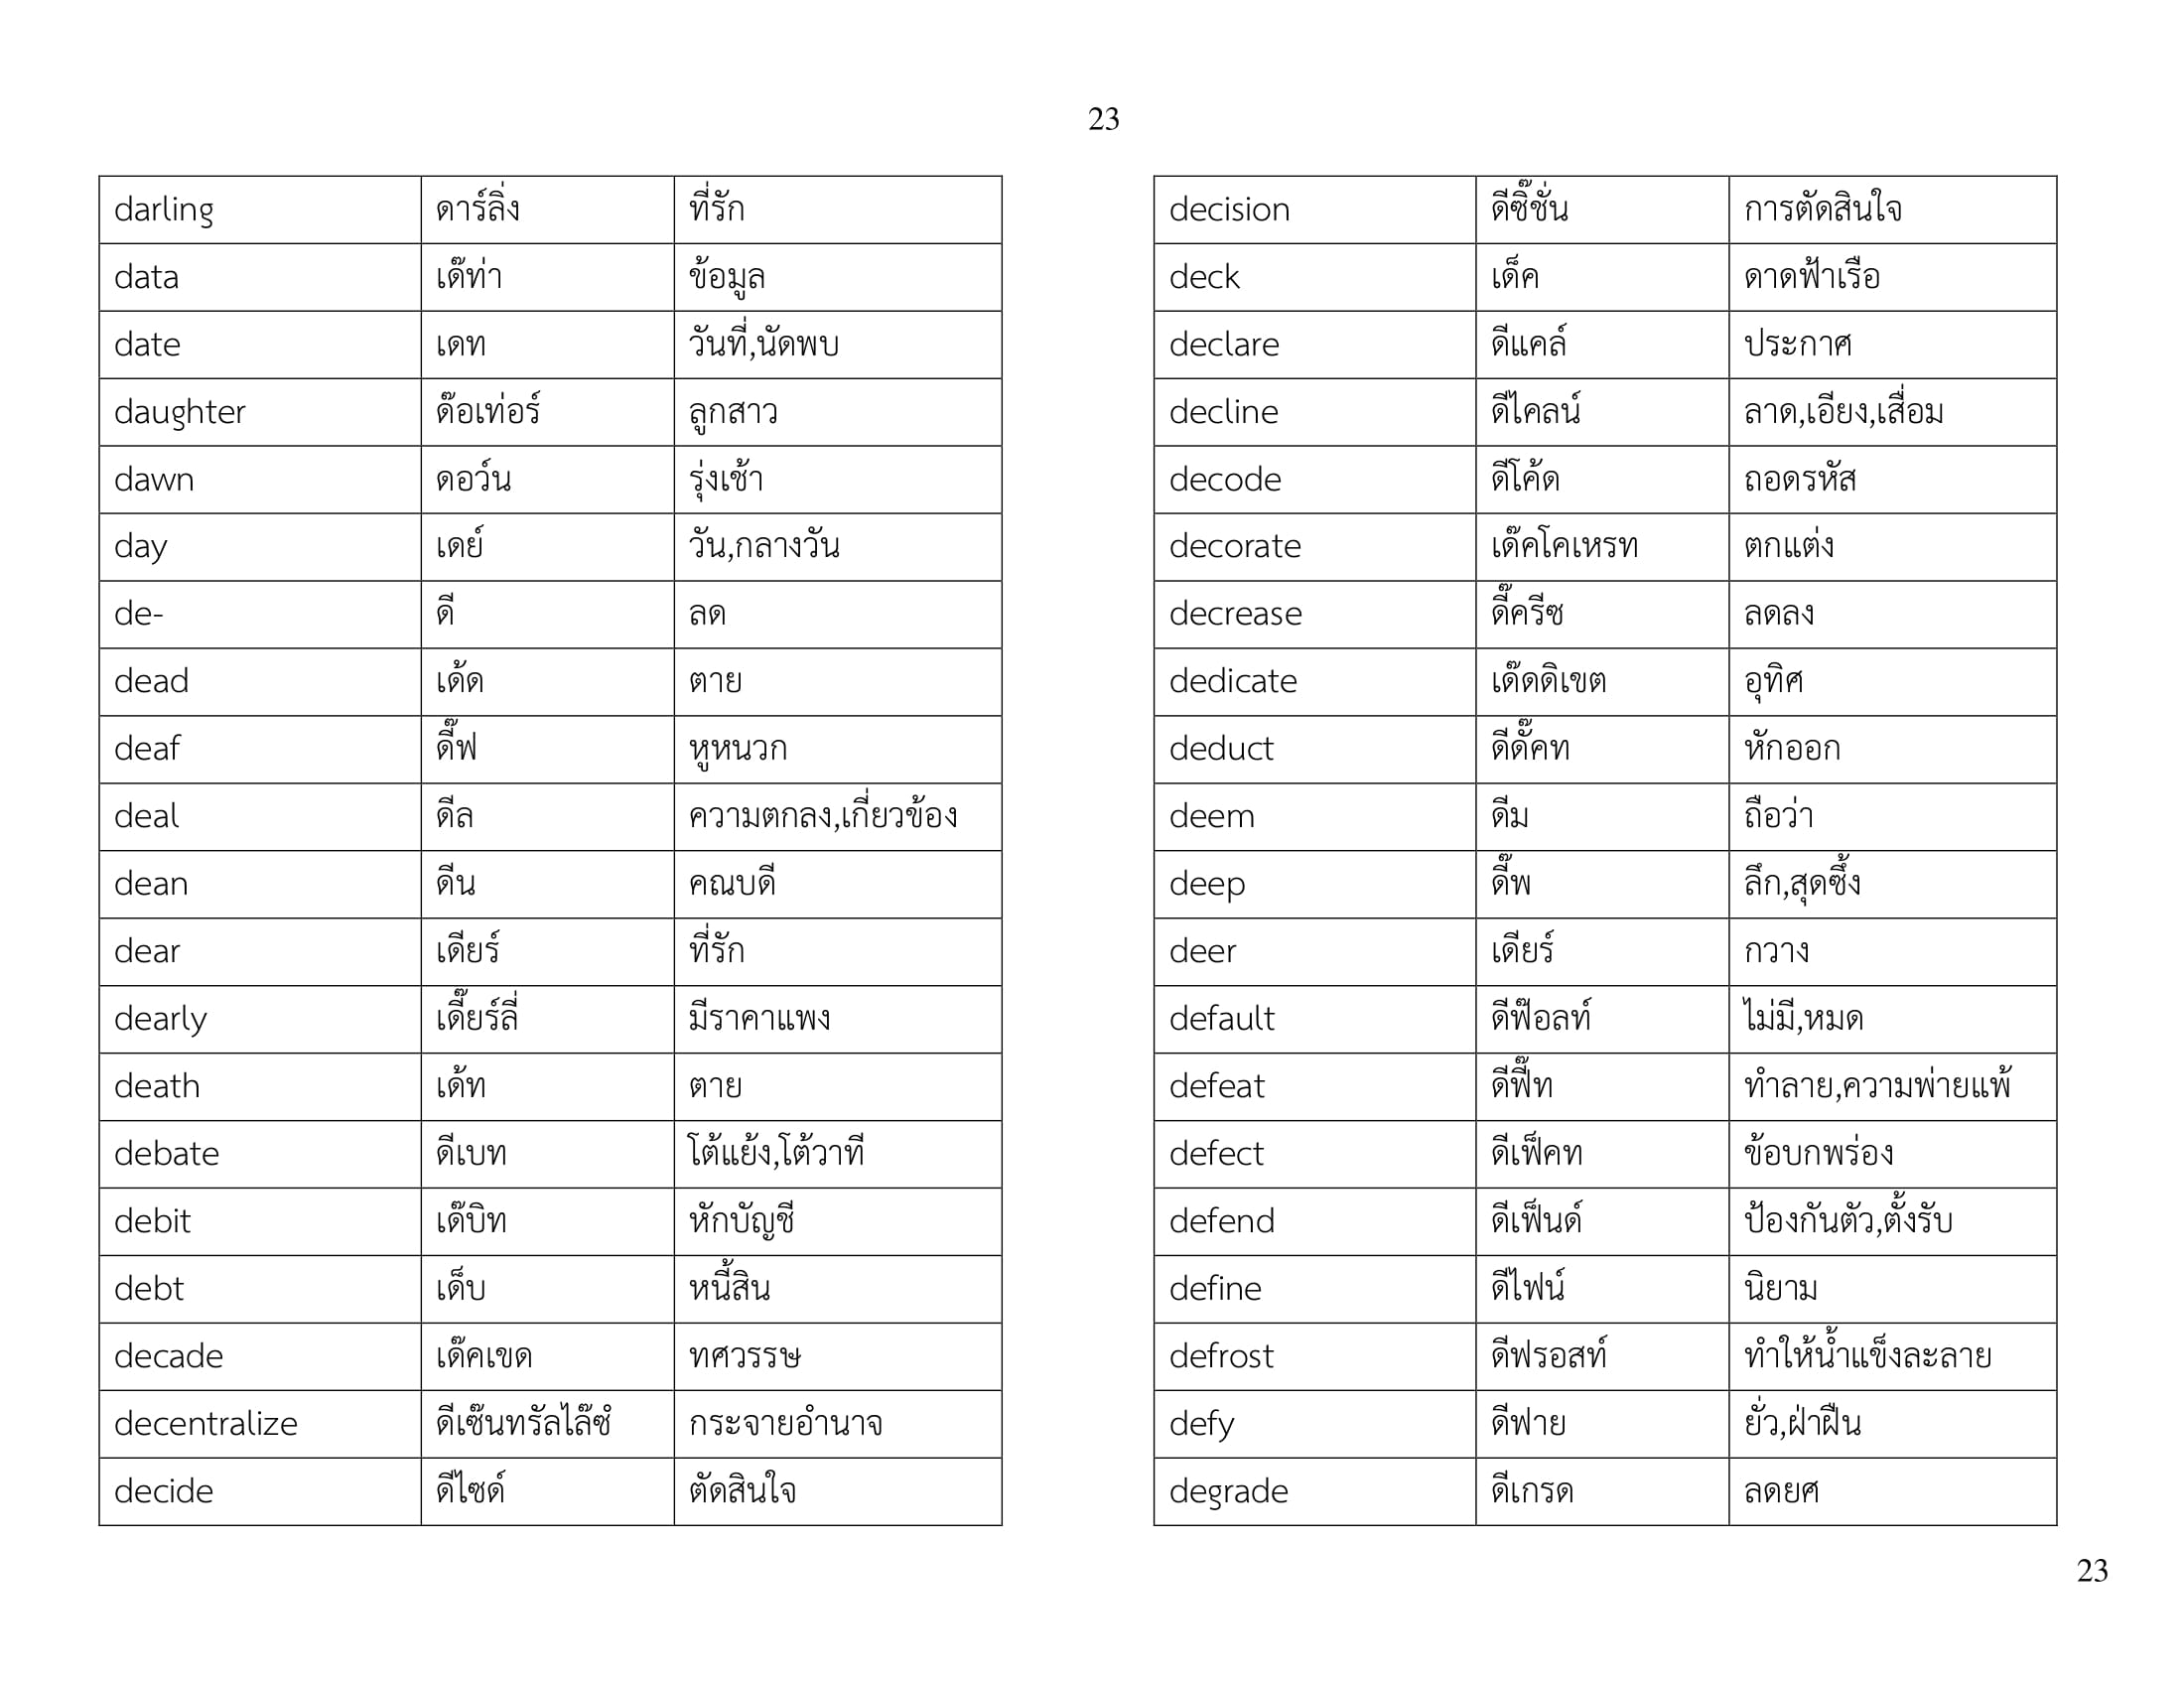 23
darling ดาร์ลิ่ง ที่รัก
data เด๊ท่า ข้อมูล
date เดท วันที่,นัดพบ
daughter ด๊อเท่อร์ ลูกสาว
dawn ดอว์น รุ่งเช้า
day เดย์ วัน,กลางวัน
de- ดี ลด
dead เด้ด ตาย
deaf ดี๊ฟ หูหนวก
deal ดีล ความตกลง,เกี่ยวข้อง
dean ดีน คณบดี
dear เดียร์ ที่รัก
dearly เดี๊ยร์ลี่ มีราคาแพง
death เด้ท ตาย
debate ดีเบท โต้แย้ง,โต้วาที
debit เด๊บิท หักบัญชี
debt เด็บ หนี้สิน
decade เด๊คเขด ทศวรรษ
decentralize ดีเซ๊นทรัลไล๊ซํ กระจายอำนาจ
decide ดีไซด์ ตัดสินใจ
decision ดีซิ๊ชั่น การตัดสินใจ
deck เด็ค ดาดฟ้าเรือ
declare ดีแคล์ ประกาศ
decline ดีไคลน์ ลาด,เอียง,เสื่อม
decode ดีโค้ด ถอดรหัส
decorate เด๊คโคเหรท ตกแต่ง
decrease ดี๊ครีซ ลดลง
dedicate เด๊ดดิเขต อุทิศ
deduct ดีดั๊คท หักออก
deem ดีม ถือว่า
deep ดี๊พ ลึก,สุดซึ้ง
deer เดียร์ กวาง
default ดีฟ๊อลท์ ไม่มี,หมด
defeat ดีฟี๊ท ทำลาย,ความพ่ายแพ้
defect ดีเฟ็คท ข้อบกพร่อง
defend ดีเฟ็นด์ ป้องกันตัว,ตั้งรับ
define ดีไฟน์ นิยาม
defrost ดีฟรอสท์ ทำให้น้ำแข็งละลาย
defy ดีฟาย ยั่ว,ฝ่าฝืน
degrade ดีเกรด ลดยศ
23